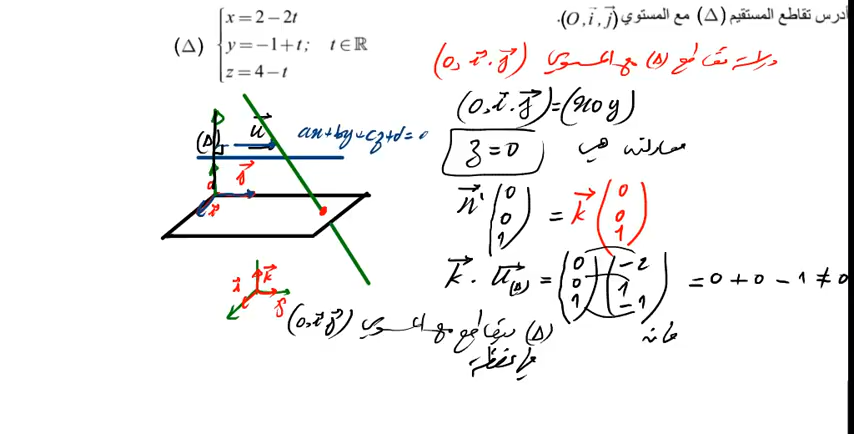 أدرس تقاطع المستقيم (Δ) مع المستوي (O, i⃗, j⃗).
(Δ) { x = 2 − 2t
y = −1 + t; t ∈ ℝ
z = 4 − t
دراسة تقاطع (Δ) مع المستوي (O, i⃗. j⃗)
(O, i⃗. j⃗) = (xoy)
معادلته هي z = 0
n⃗ (0 0 1) = k⃗ (0 0 1)
k⃗ · u⃗(Δ) = (0 0 1) (−2 1 −1) = 0 + 0 − 1 ≠ 0
(Δ) يتقاطع مع المستوي (O, i⃗. j⃗)
في نقطة
(Δ) u⃗ ax + by + cz + d = 0
j⃗
i⃗
k⃗
i⃗
j⃗